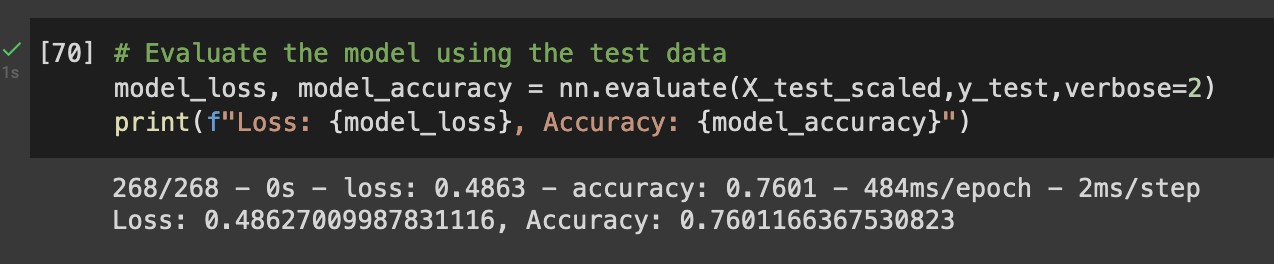 [70] # Evaluate the model using the test data
1s
model_loss, model_accuracy = nn.evaluate(X_test_scaled,y_test,verbose=2)
print(f"Loss: {model_loss}, Accuracy: {model_accuracy}")
268/268 - 0s - loss: 0.4863 - accuracy: 0.7601 - 484ms/epoch - 2ms/step
Loss: 0.48627009987831116, Accuracy: 0.7601166367530823